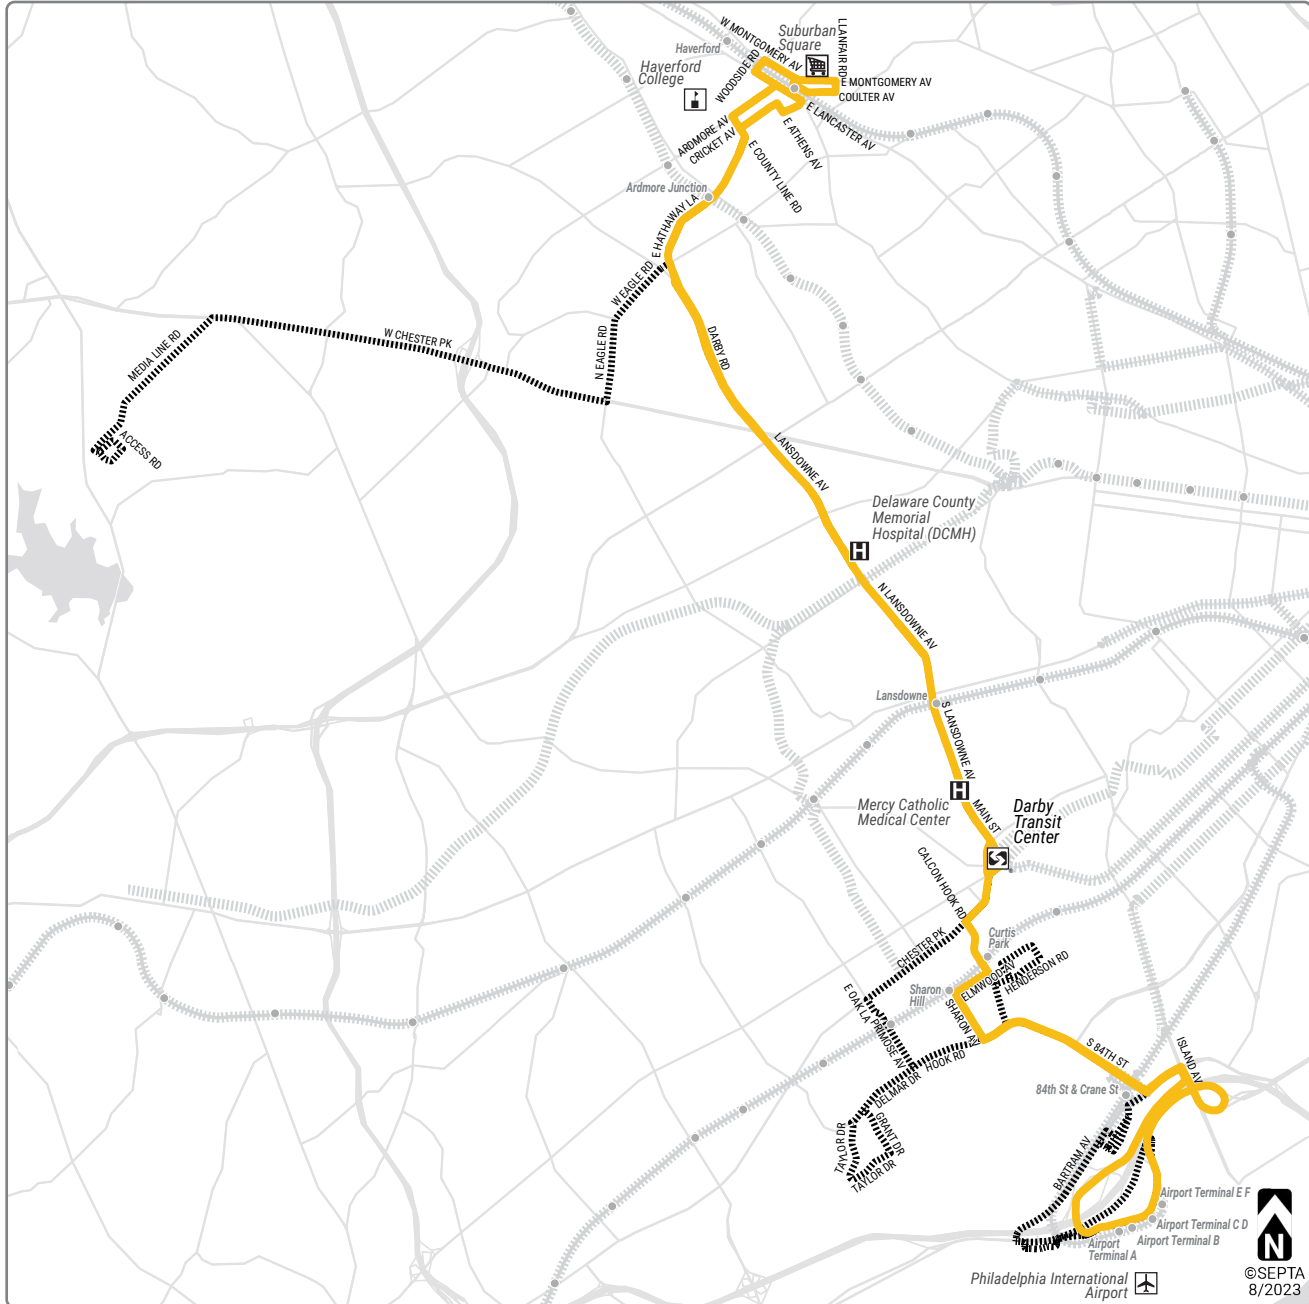 W MONTGOMERY AV
Suburban
Square
LLANFAIR RD
Haverford
Haverford
College
WOODSIDE RD
E MONTGOMERY AV
COULTER AV
E LANCASTER AV
ARDMORE AV
CRICKET AV
E ATHENS AV
E COUNTY LINE RD
Ardmore Junction
E HATHAWAY LA
W EAGLE RD
N EAGLE RD
W CHESTER PK
MEDIA LINE RD
ACCESS RD
DARBY RD
LANSDOWNE AV
Delaware County
Memorial
Hospital (DCMH)
H
N LANSDOWNE AV
Lansdowne
S LANSDOWNE AV
H
Mercy Catholic
Medical Center
MAIN ST
Darby
Transit
Center
CALCON HOOK RD
CHESTER PK
Curtis
Park
ELMWOOD AV
HENDERSON RD
Sharon
Hill
SHARON AV
E OAK LA
PRIMOSE AV
HOOK RD
DELMAR DR
GRANT DR
TAYLOR DR
TAYLOR DR
S 84TH ST
ISLAND AV
84th St & Crane St
BARTRAM AV
Airport Terminal E F
Airport Terminal C D
Airport Terminal B
Airport
Terminal A
Philadelphia International
Airport
N
©SEPTA
8/2023